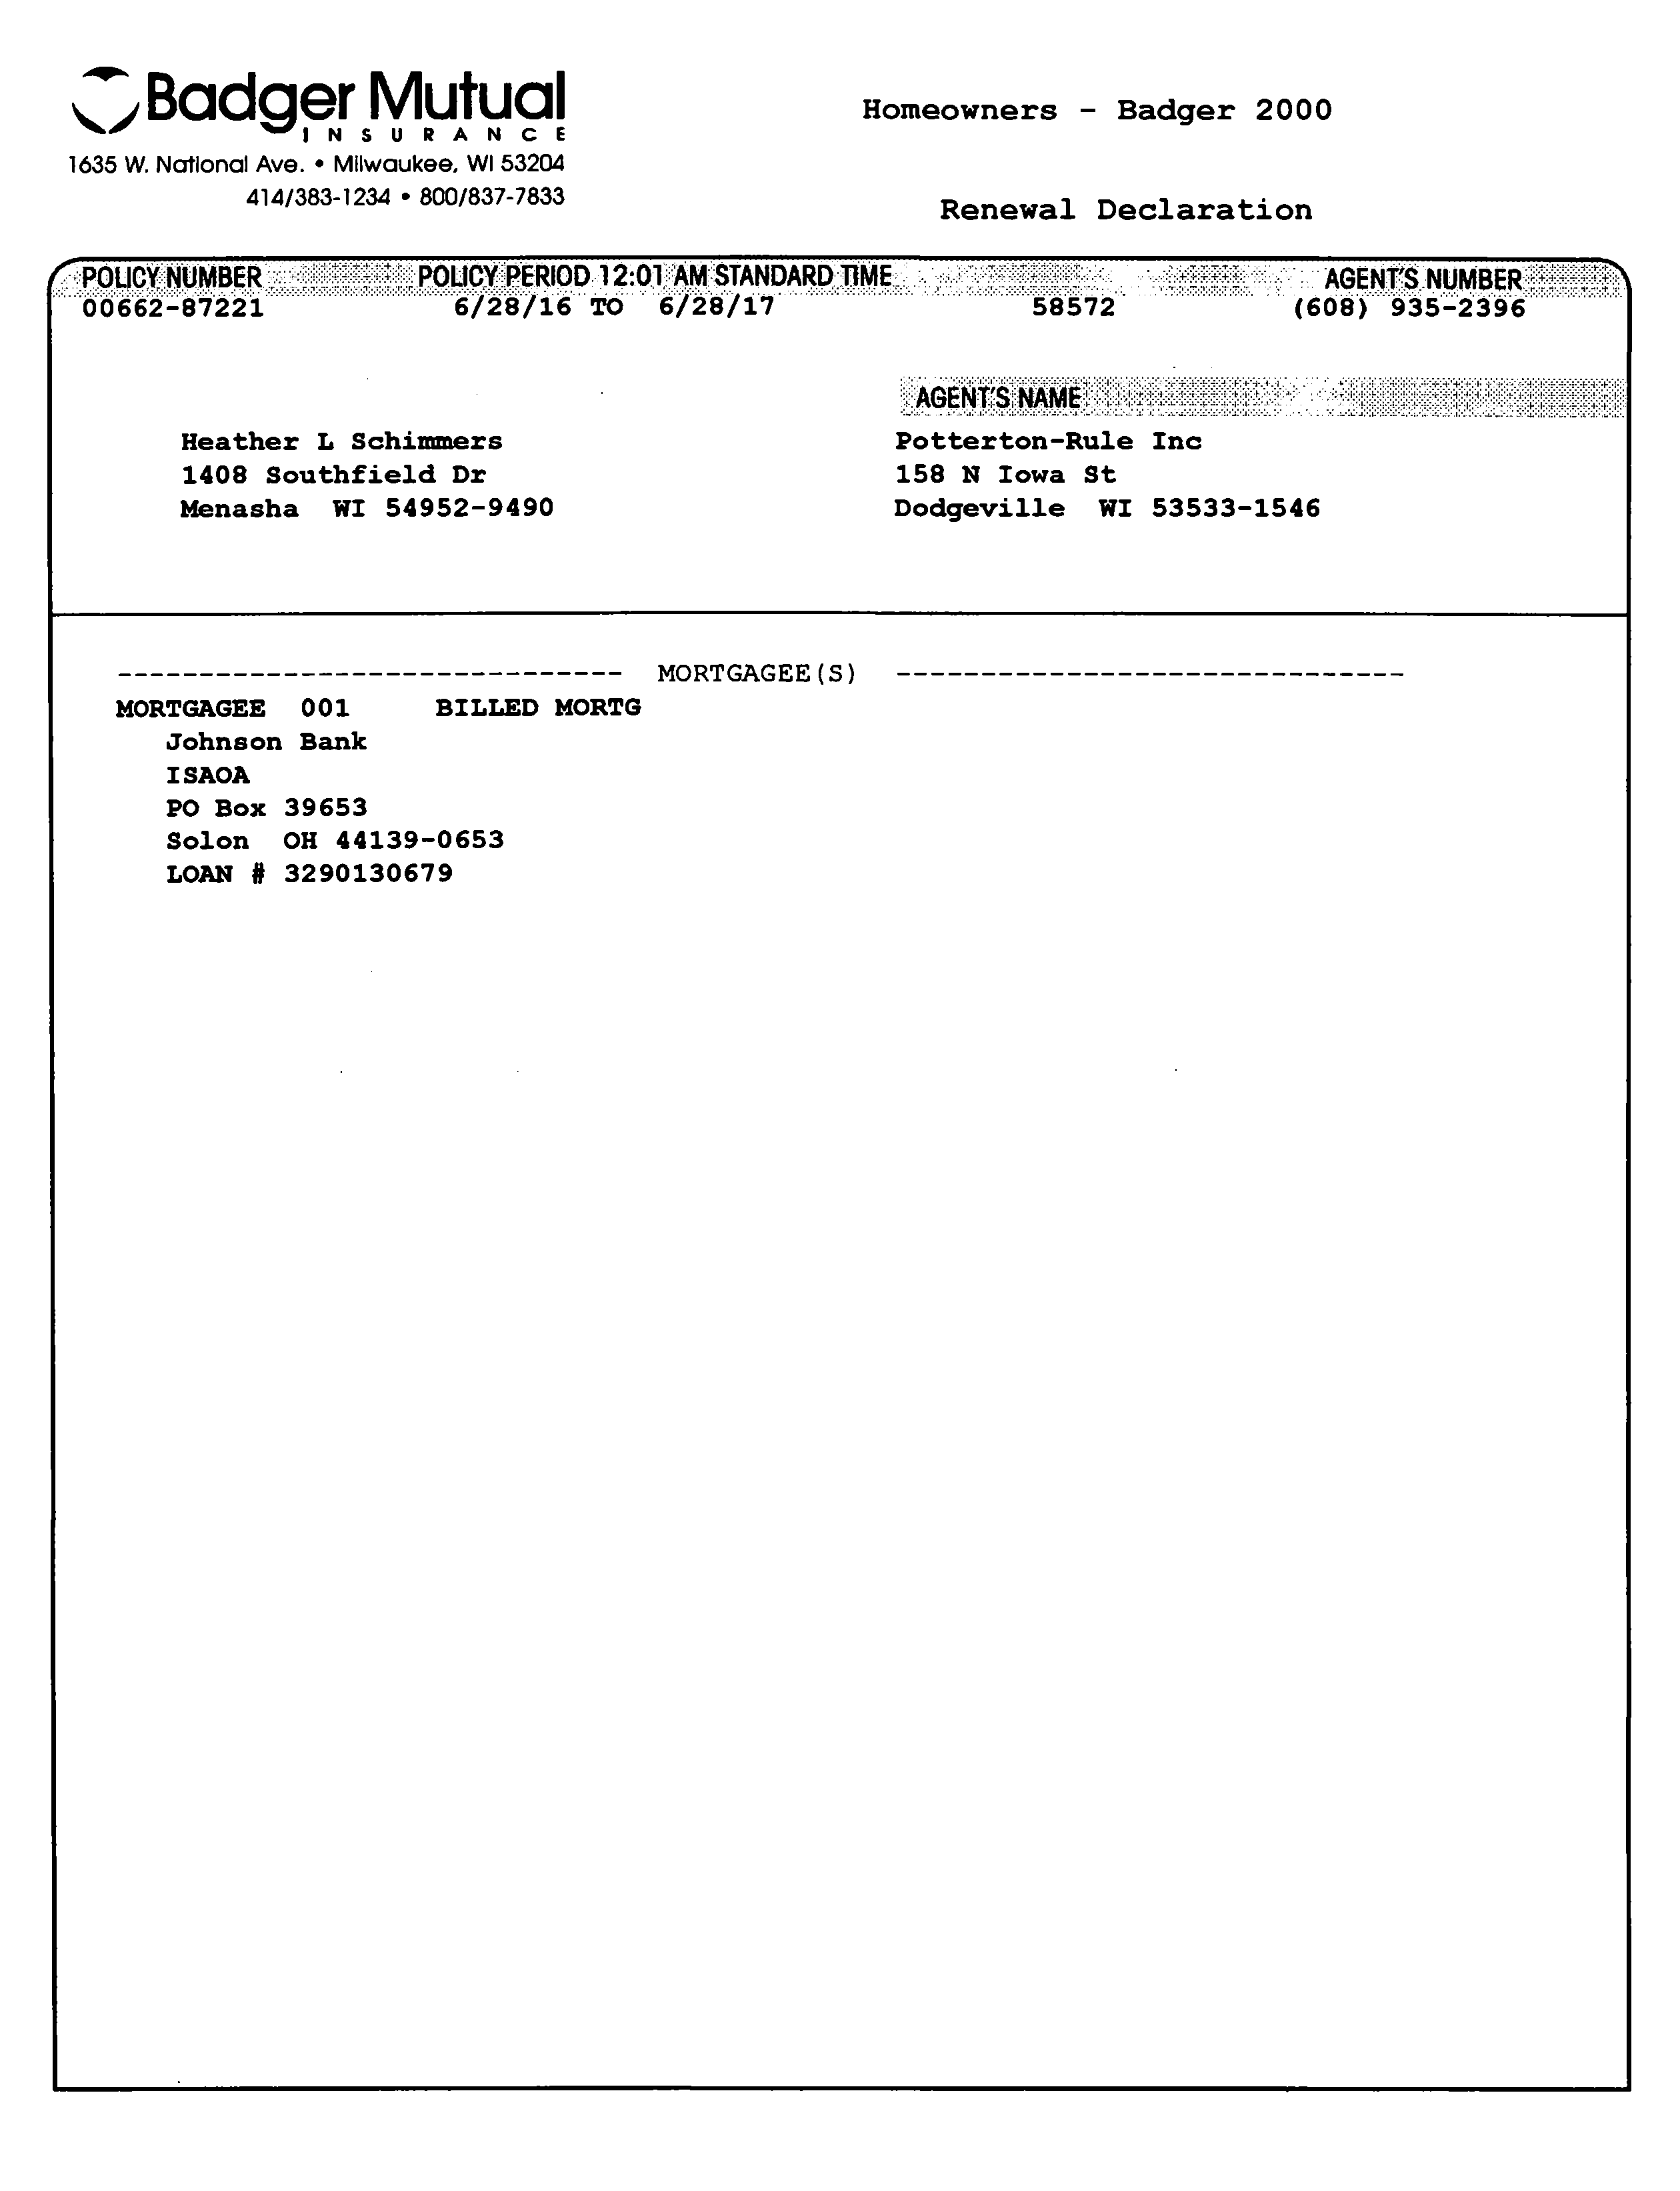 Badger Mutual
INSURANCE
1635 W. National Ave. • Milwaukee, WI 53204
414/383-1234 • 800/837-7833
Homeowners - Badger 2000
Renewal Declaration
POLICY NUMBER POLICY PERIOD 12:01 AM STANDARD TIME AGENT'S NUMBER
00662-87221 6/28/16 TO 6/28/17 58572 (608) 935-2396
AGENT'S NAME
Heather L Schimmers Potterton-Rule Inc
1408 Southfield Dr 158 N Iowa St
Menasha WI 54952-9490 Dodgeville WI 53533-1546
------------------------------ MORTGAGEE(S) ------------------------------
MORTGAGEE 001 BILLED MORTG
Johnson Bank
ISAOA
PO Box 39653
Solon OH 44139-0653
LOAN # 3290130679